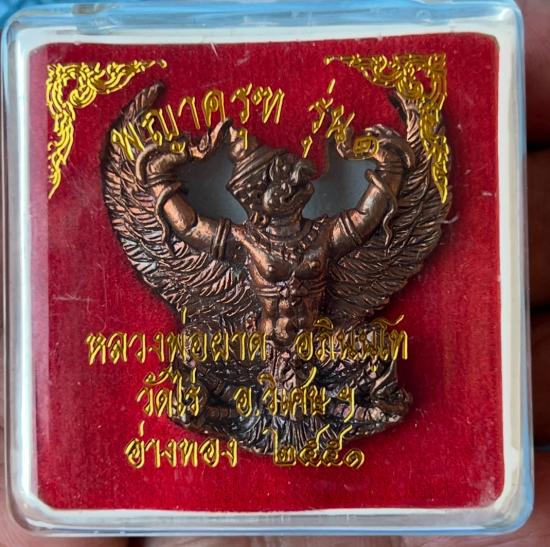 พญาครุฑ รุ่น ๑
หลวงพ่อผาด อภินนฺโท
วัดไร่ อ.วิเศษฯ
อ่างทอง ๒๕๕๑